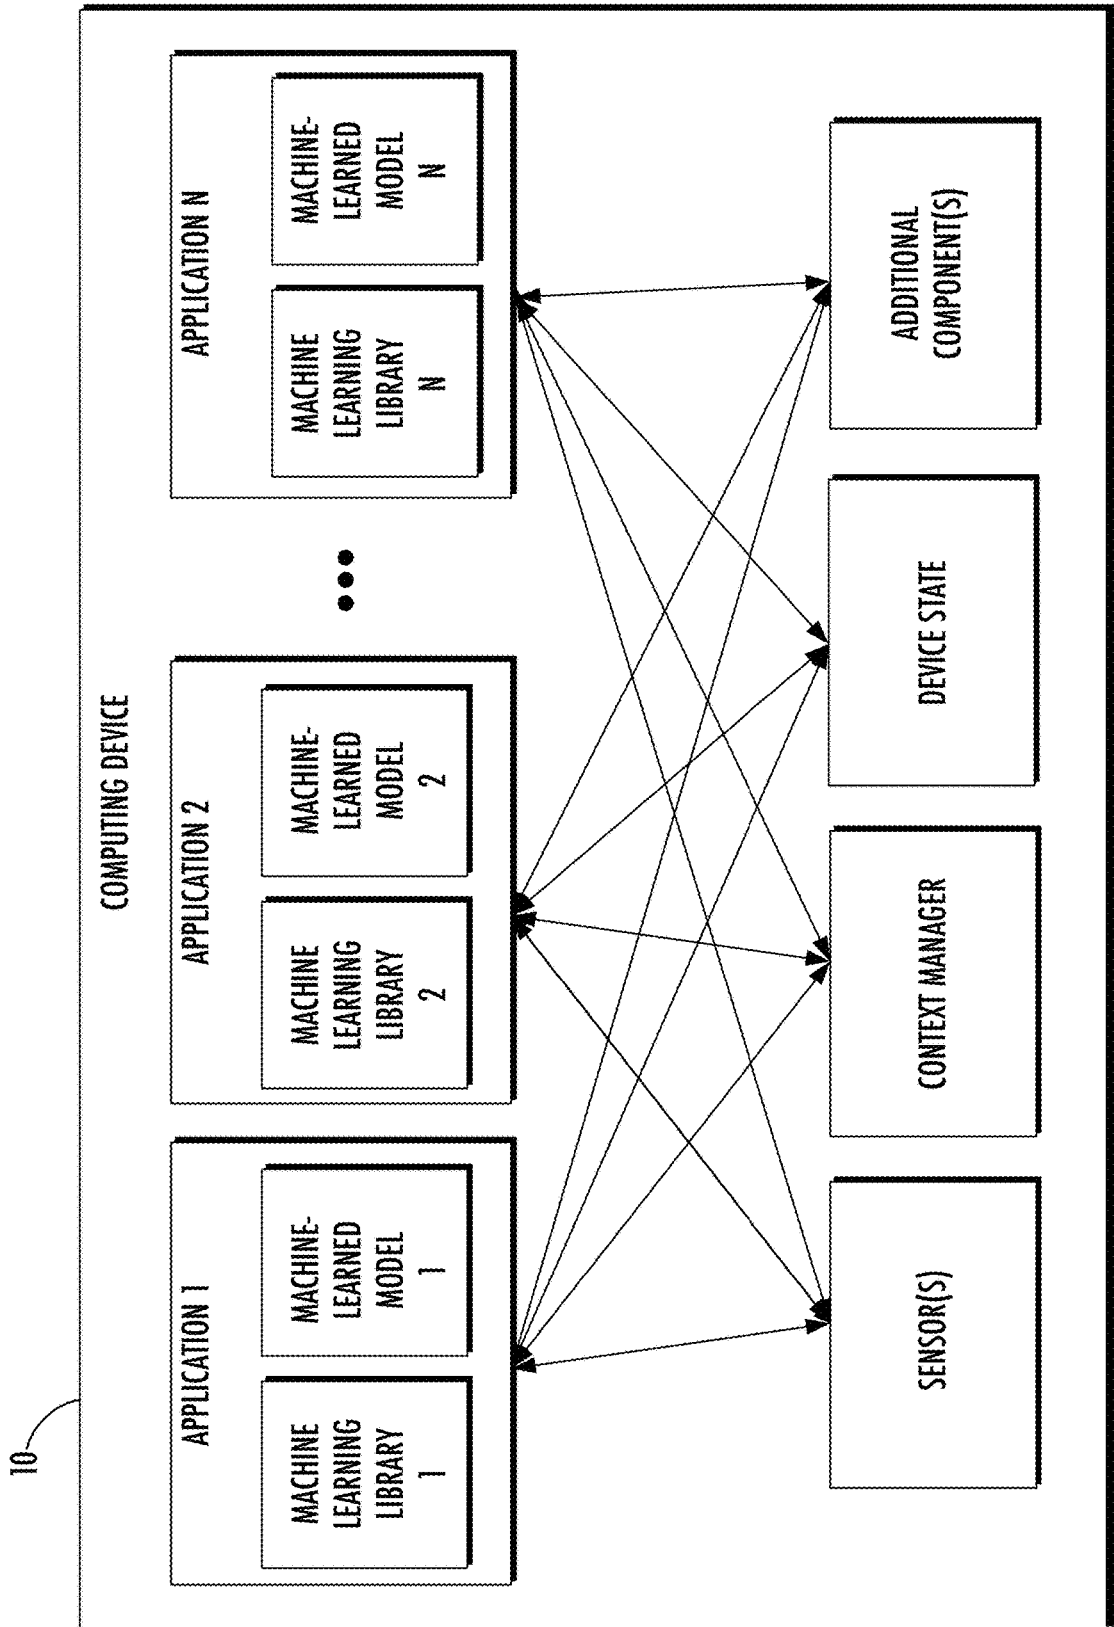 10
COMPUTING DEVICE
APPLICATION 1
MACHINE
LEARNING
LIBRARY
1
MACHINE-
LEARNED
MODEL
1
APPLICATION 2
MACHINE
LEARNING
LIBRARY
2
MACHINE-
LEARNED
MODEL
2
APPLICATION N
MACHINE
LEARNING
LIBRARY
N
MACHINE-
LEARNED
MODEL
N
SENSOR(S)
CONTEXT MANAGER
DEVICE STATE
ADDITIONAL
COMPONENT(S)